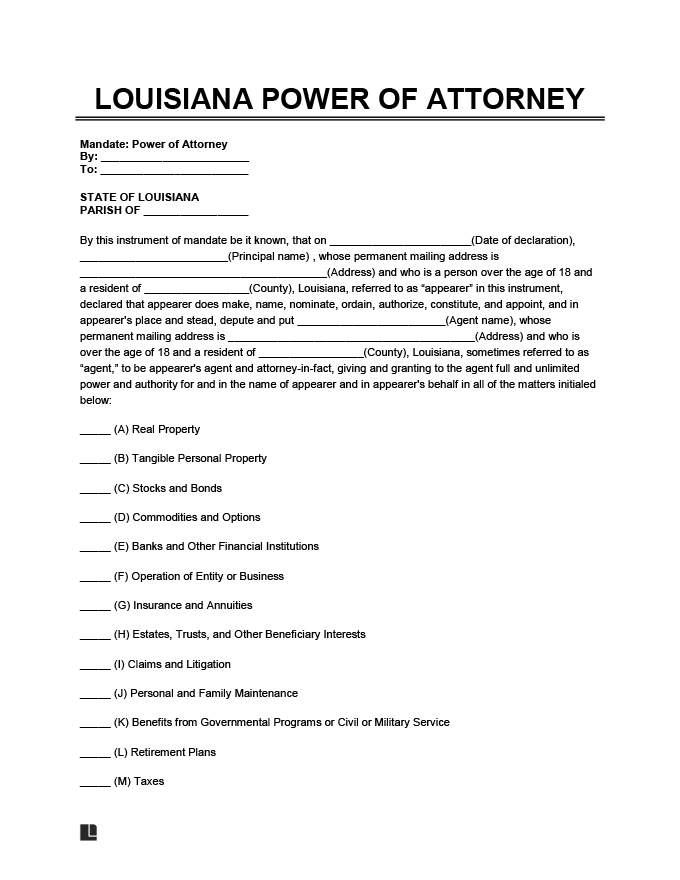 LOUISIANA POWER OF ATTORNEY
Mandate: Power of Attorney
By: ________________________
To: ________________________
STATE OF LOUISIANA
PARISH OF _________________
By this instrument of mandate be it known, that on _______________________(Date of declaration),
________________________(Principal name) , whose permanent mailing address is
________________________________________(Address) and who is a person over the age of 18 and
a resident of _________________(County), Louisiana, referred to as “appearer” in this instrument,
declared that appearer does make, name, nominate, ordain, authorize, constitute, and appoint, and in
appearer's place and stead, depute and put ________________________(Agent name), whose
permanent mailing address is ________________________________________(Address) and who is
over the age of 18 and a resident of _________________(County), Louisiana, sometimes referred to as
“agent,” to be appearer's agent and attorney-in-fact, giving and granting to the agent full and unlimited
power and authority for and in the name of appearer and in appearer's behalf in all of the matters initialed
below:
_____ (A) Real Property
_____ (B) Tangible Personal Property
_____ (C) Stocks and Bonds
_____ (D) Commodities and Options
_____ (E) Banks and Other Financial Institutions
_____ (F) Operation of Entity or Business
_____ (G) Insurance and Annuities
_____ (H) Estates, Trusts, and Other Beneficiary Interests
_____ (I) Claims and Litigation
_____ (J) Personal and Family Maintenance
_____ (K) Benefits from Governmental Programs or Civil or Military Service
_____ (L) Retirement Plans
_____ (M) Taxes